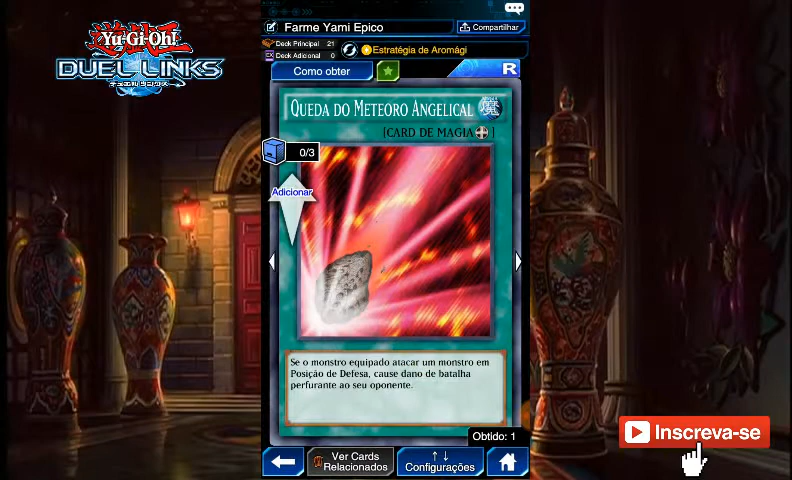 Yu-Gi-Oh!
DUEL LINKS
Farme Yami Epico
Compartilhar
Deck Principal 21
EX Deck Adicional 0
Estratégia de Aromági
Como obter
R
QUEDA DO METEORO ANGELICAL
魔
[CARD DE MAGIA ]
0/3
Adicionar
Se o monstro equipado atacar um monstro em
Posição de Defesa, cause dano de batalha
perfurante ao seu oponente.
Obtido: 1
Ver Cards
Relacionados
Configurações
Inscreva-se